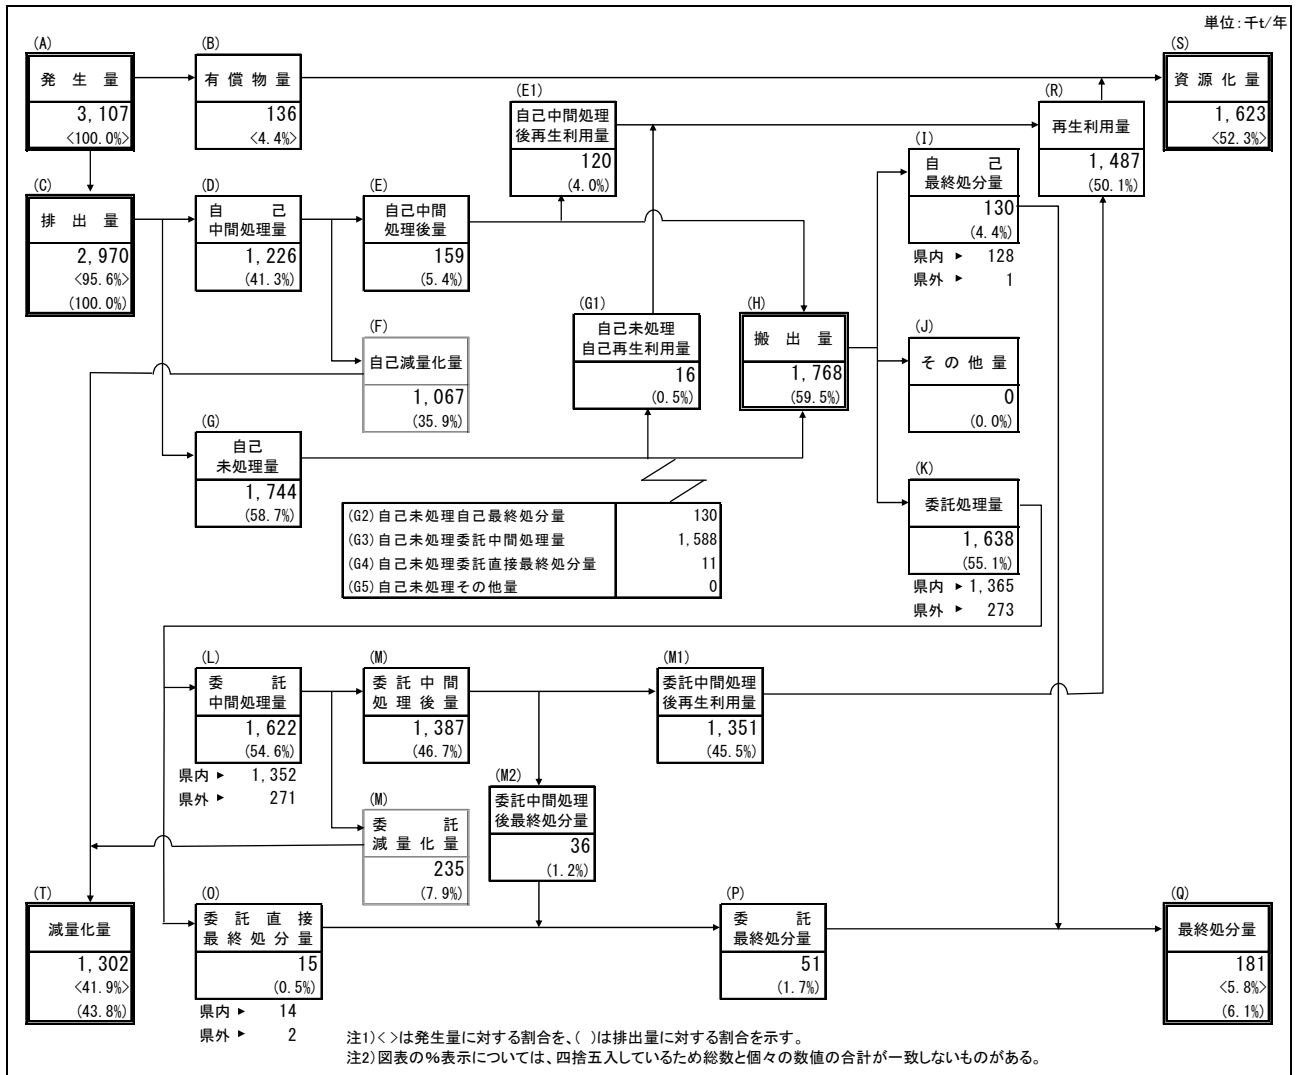 単位:千t/年
(A)
発 生 量
3,107
<100.0%>
(B)
有 償 物 量
136
<4.4%>
(S)
資 源 化 量
1,623
<52.3%>
(E1)
自己中間処理
後再生利用量
120
(4.0%)
(R)
再生利用量
1,487
(50.1%)
(I)
自 己
最終処分量
130
(4.4%)
県内 ▶ 128
県外 ▶ 1
(C)
排 出 量
2,970
<95.6%>
(100.0%)
(D)
自 己
中間処理量
1,226
(41.3%)
(E)
自己中間
処理後量
159
(5.4%)
(F)
自己減量化量
1,067
(35.9%)
(G1)
自己未処理
自己再生利用量
16
(0.5%)
(H)
搬 出 量
1,768
(59.5%)
(J)
そ の 他 量
0
(0.0%)
(G)
自己
未処理量
1,744
(58.7%)
(K)
委託処理量
1,638
(55.1%)
県内 ▶ 1,365
県外 ▶ 273
(G2)自己未処理自己最終処分量 130
(G3)自己未処理委託中間処理量 1,588
(G4)自己未処理委託直接最終処分量 11
(G5)自己未処理その他量 0
(L)
委 託
中間処理量
1,622
(54.6%)
県内 ▶ 1,352
県外 ▶ 271
(M)
委 託 中 間
処 理 後 量
1,387
(46.7%)
(M1)
委託中間処理
後再生利用量
1,351
(45.5%)
(M2)
委託中間処理
後最終処分量
36
(1.2%)
(M)
委 託
減 量 化 量
235
(7.9%)
(T)
減量化量
1,302
<41.9%>
(43.8%)
(O)
委 託 直 接
最 終 処 分 量
15
(0.5%)
県内 ▶ 14
県外 ▶ 2
(P)
委 託
最終処分量
51
(1.7%)
(Q)
最終処分量
181
<5.8%>
(6.1%)
注1)< >は発生量に対する割合を、( )は排出量に対する割合を示す。
注2)図表の%表示については、四捨五入しているため総数と個々の数値の合計が一致しないものがある。